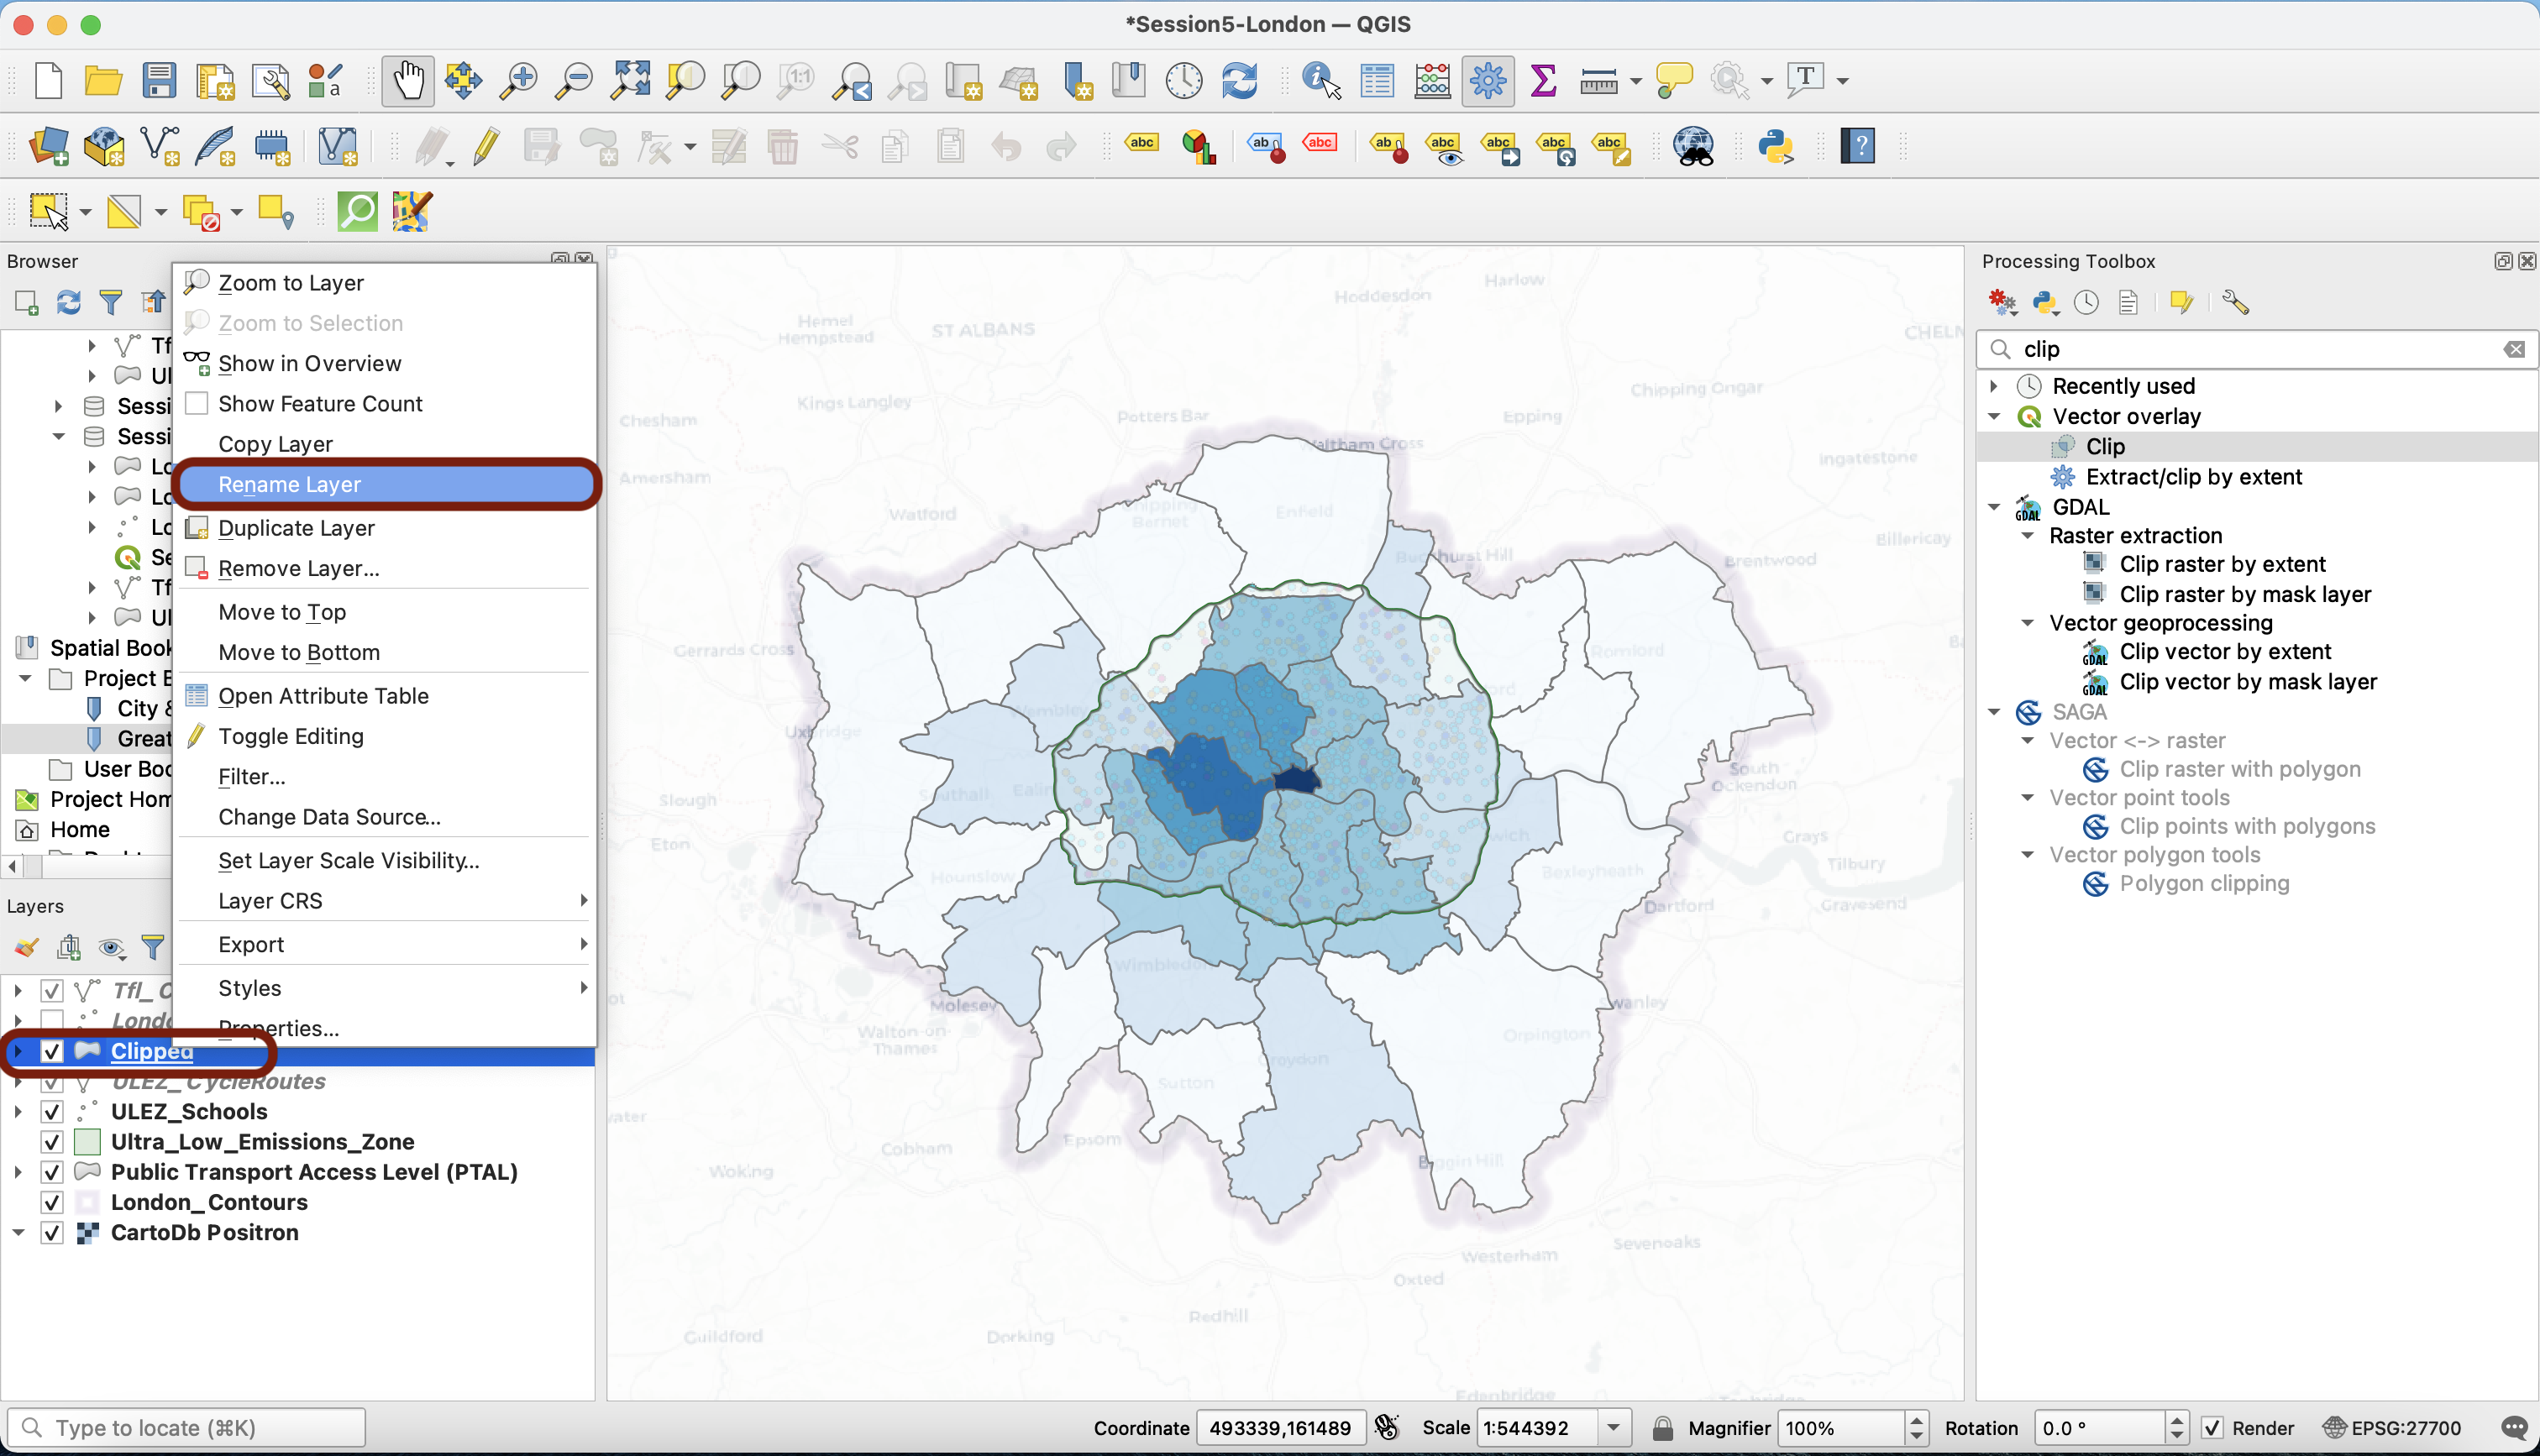 *Session5-London — QGIS
Browser
Zoom to Layer
Zoom to Selection
Show in Overview
Show Feature Count
Copy Layer
Rename Layer
Duplicate Layer
Remove Layer...
Move to Top
Move to Bottom
Open Attribute Table
Toggle Editing
Filter...
Change Data Source...
Set Layer Scale Visibility...
Layer CRS
Export
Styles
Properties...
Tf
Ul
Sessi
Sessi
Lo
Lo
Lo
Se
Tf
Ul
Spatial Book
Project B
City &
Great
User Boo
Project Hom
Home
Layers
Tfl_C
Londo
Clipped
ULEZ_CycleRoutes
ULEZ_Schools
Ultra_Low_Emissions_Zone
Public Transport Access Level (PTAL)
London_Contours
CartoDb Positron
Harlow
Hoddesdon
Hemel
Hempstead
ST ALBANS
CHELN
Chipping Ongar
Kings Langley
Potters Bar
Epping
Chesham
Waltham Cross
Ingatestone
Amersham
Chipping
Barnet
Enfield
Watford
Billericay
Buckhurst Hill
Brentwood
Gerrards Cross
Romford
Wembley
Uxbridge
South
Ockendon
Southall
Slough
Grays
Eton
Tilbury
Hounslow
Bexleyheath
Dartford
Gravesend
Wimbledon
Molesey
Swanley
Walton-on-
Thames
Orpington
Croydon
Sutton
Epsom
Cobham
Woking
Biggin Hill
Westerham
Sevenoaks
Oxted
Redhill
Guildford
Dorking
Edenbridge
Processing Toolbox
clip
Recently used
Vector overlay
Clip
Extract/clip by extent
GDAL
Raster extraction
Clip raster by extent
Clip raster by mask layer
Vector geoprocessing
Clip vector by extent
Clip vector by mask layer
SAGA
Vector <-> raster
Clip raster with polygon
Vector point tools
Clip points with polygons
Vector polygon tools
Polygon clipping
Type to locate (⌘K)
Coordinate 493339,161489 Scale 1:544392 Magnifier 100% Rotation 0.0 ° Render EPSG:27700